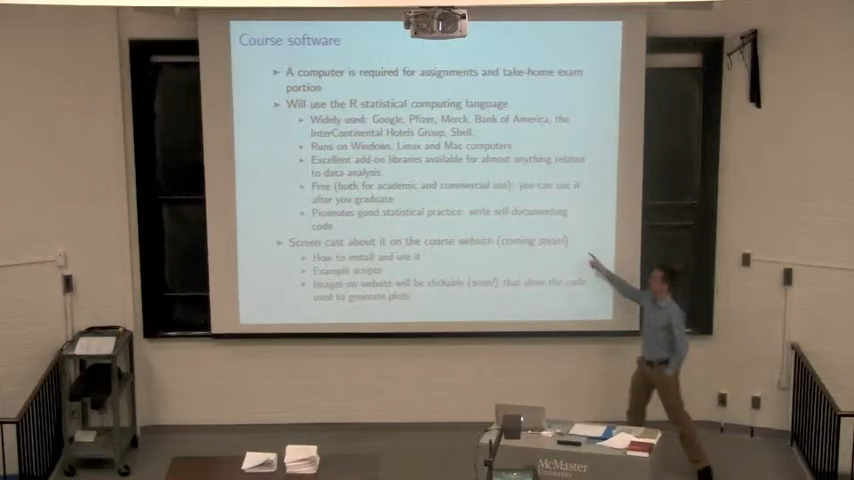 Course software
▸ A computer is required for assignments and take-home exam
portion
▸ Will use the R statistical computing language
▸ Widely used: Google, Pfizer, Merck, Bank of America, the
InterContinental Hotels Group, Shell.
▸ Runs on Windows, Linux and Mac computers
▸ Excellent add-on libraries available for almost anything related
to data analysis
▸ Free (both for academic and commercial use): you can use it
after you graduate
▸ Promotes good statistical practice: write self-documenting
code
▸ Screen cast about it on the course website (coming soon!)
▸ How to install and use it
▸ Example scripts
▸ Images on website will be clickable (soon!): that show the code
used to generate plots
McMaster
University